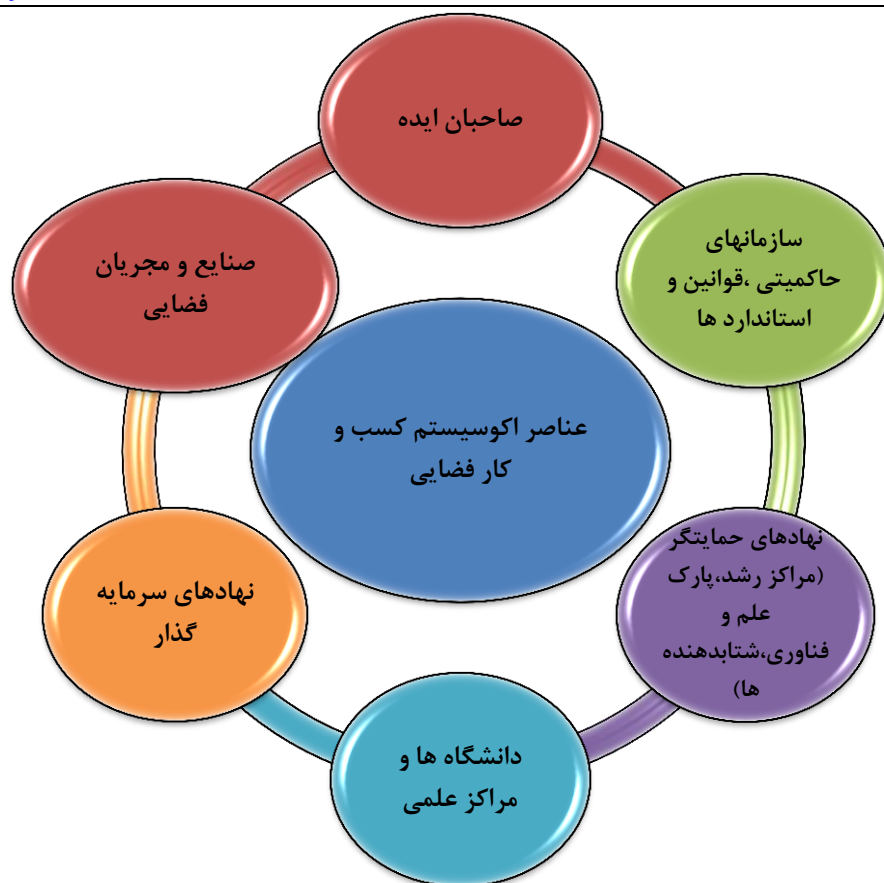 صاحبان ایده
سازمانهای
حاکمیتی ،قوانین و
استاندارد ها
صنایع و مجریان
فضایی
عناصر اکوسیستم کسب و
کار فضایی
نهادهای حمایتگر
(مراکز رشد،پارک
علم و
فناوری،شتابدهنده
ها)
نهادهای سرمایه
گذار
دانشگاه ها و
مراکز علمی